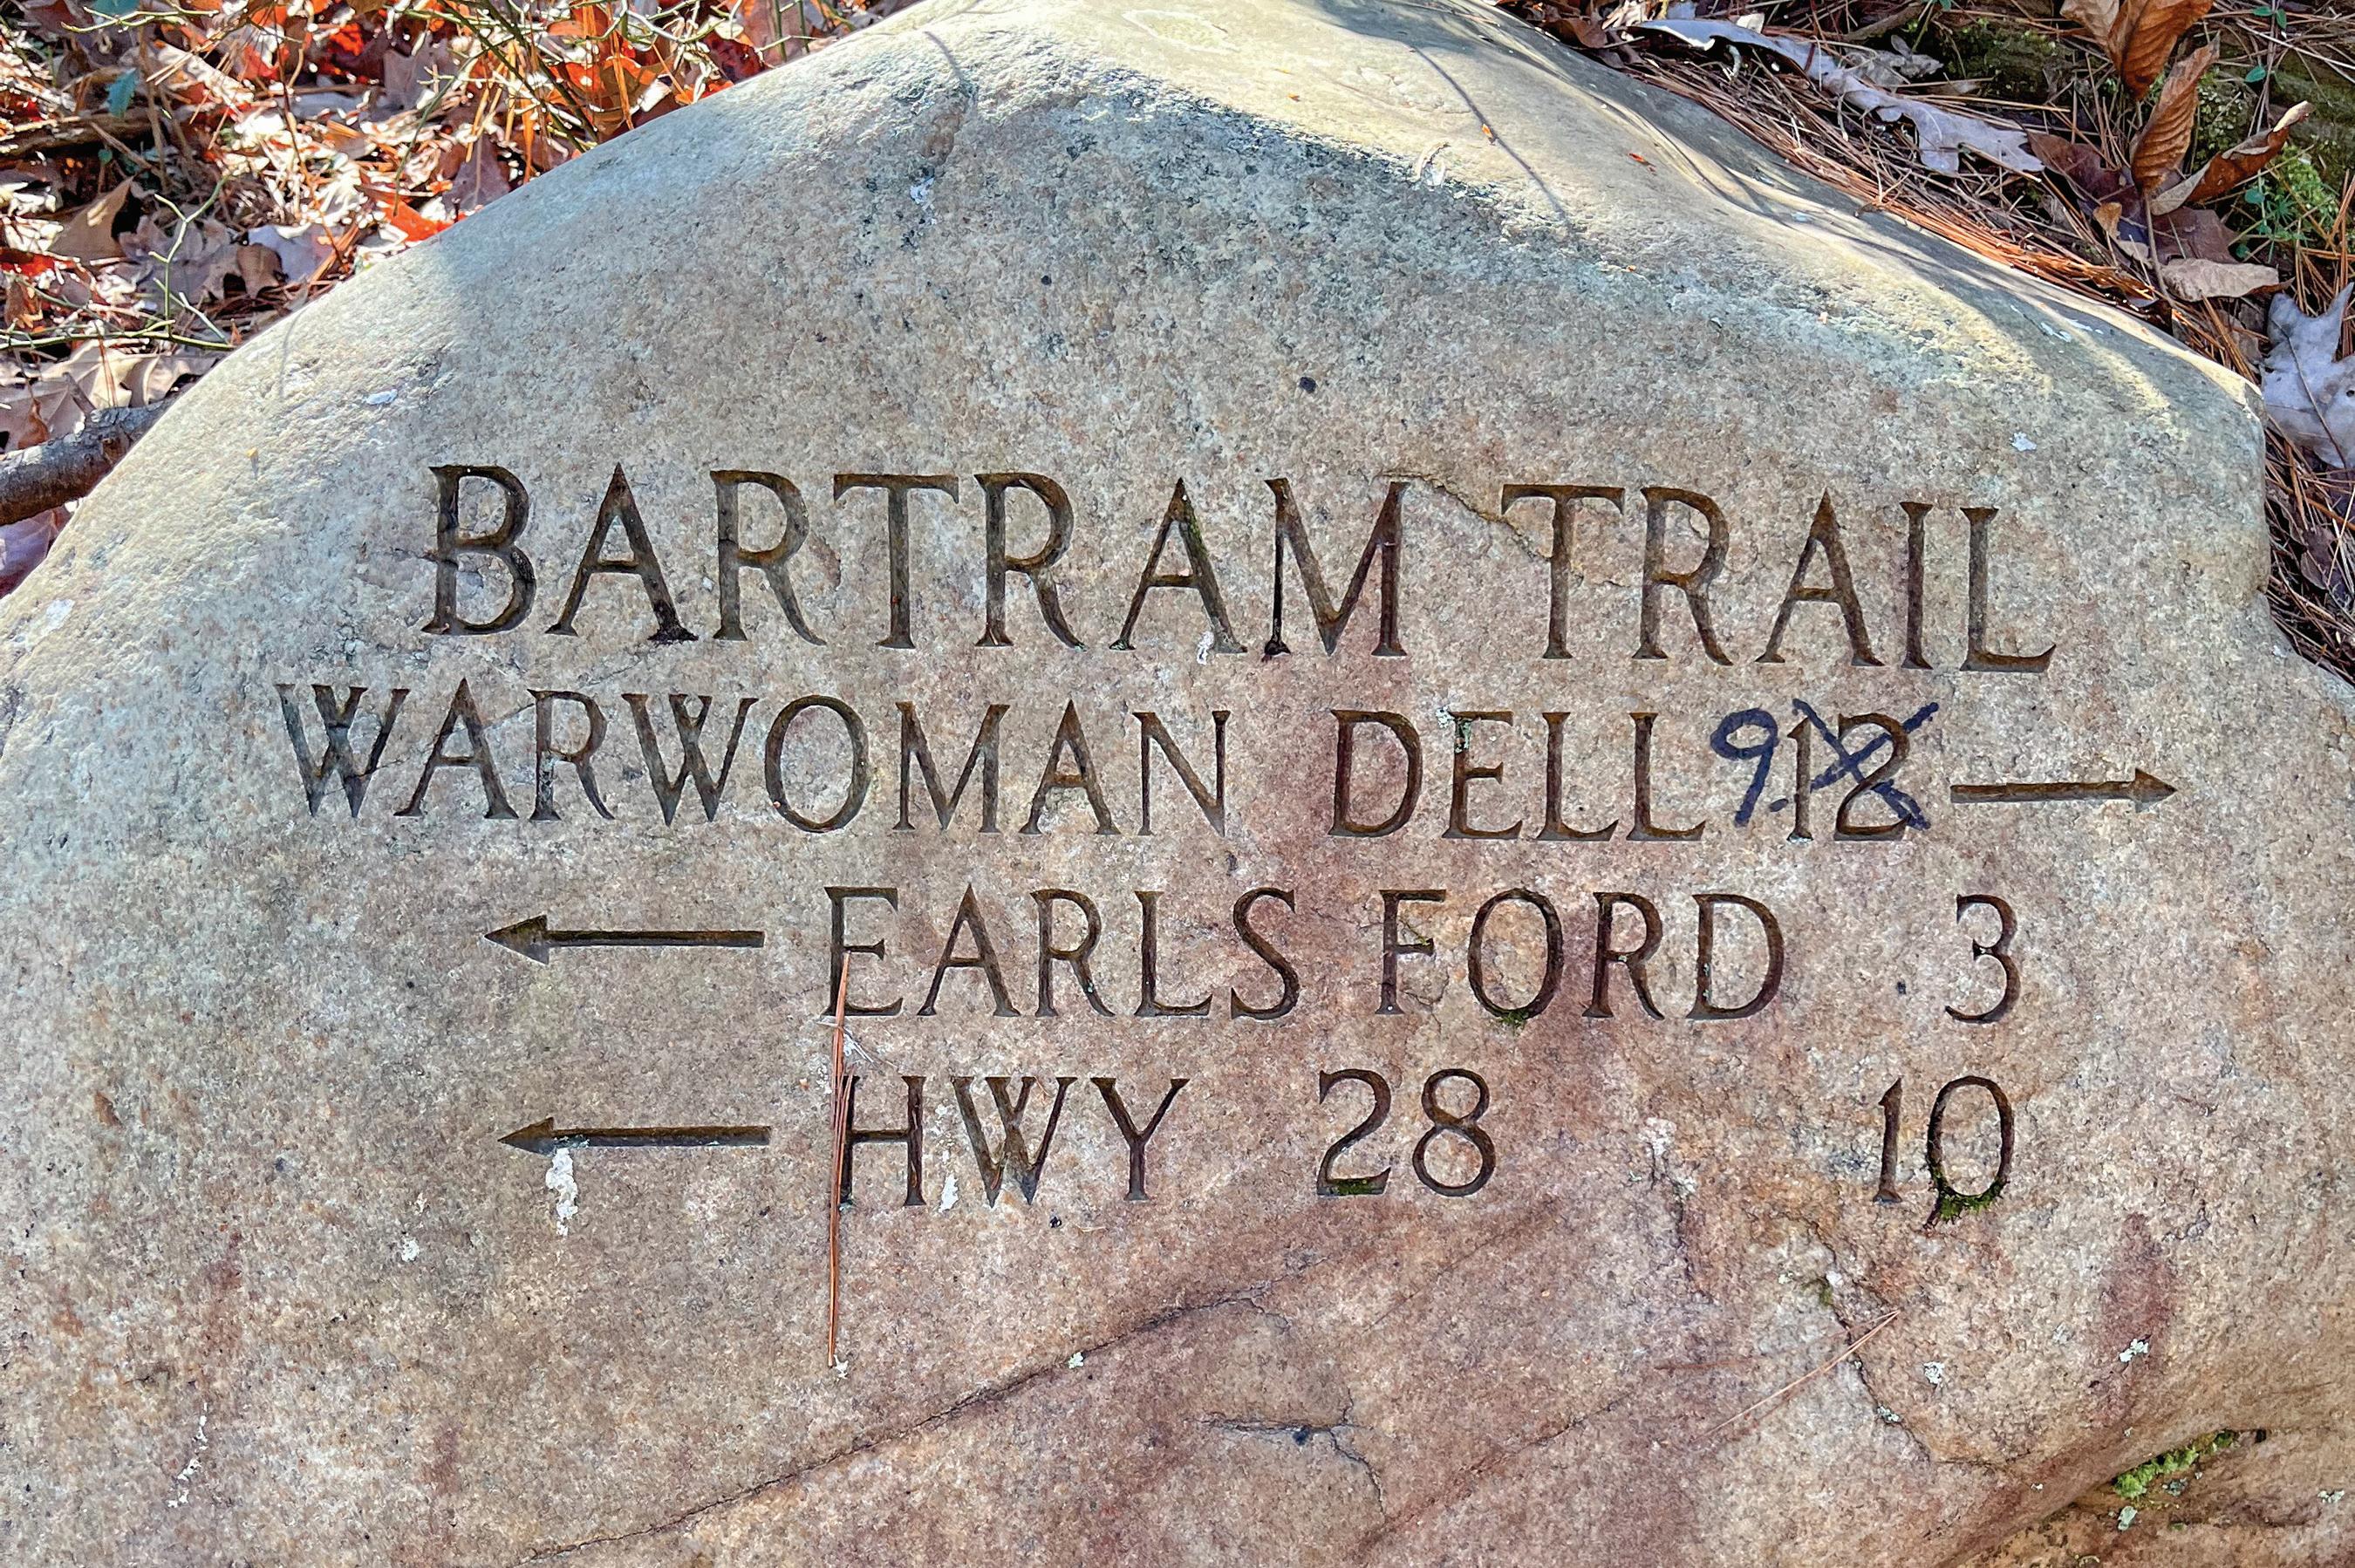 BARTRAM TRAIL
WARWOMAN DELL 9.12 →
← EARLS FORD 3
← HWY 28 10